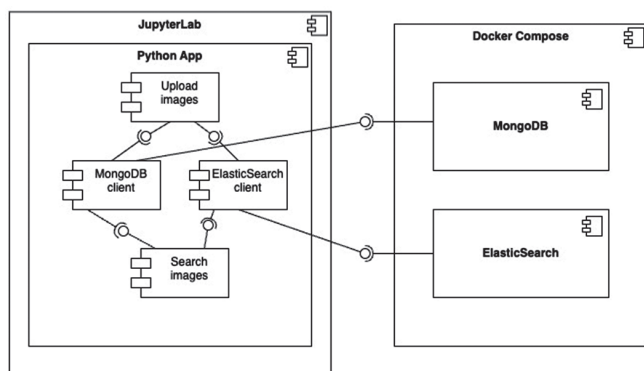 JupyterLab
Python App
Upload
images
MongoDB
client
ElasticSearch
client
Search
images
Docker Compose
MongoDB
ElasticSearch